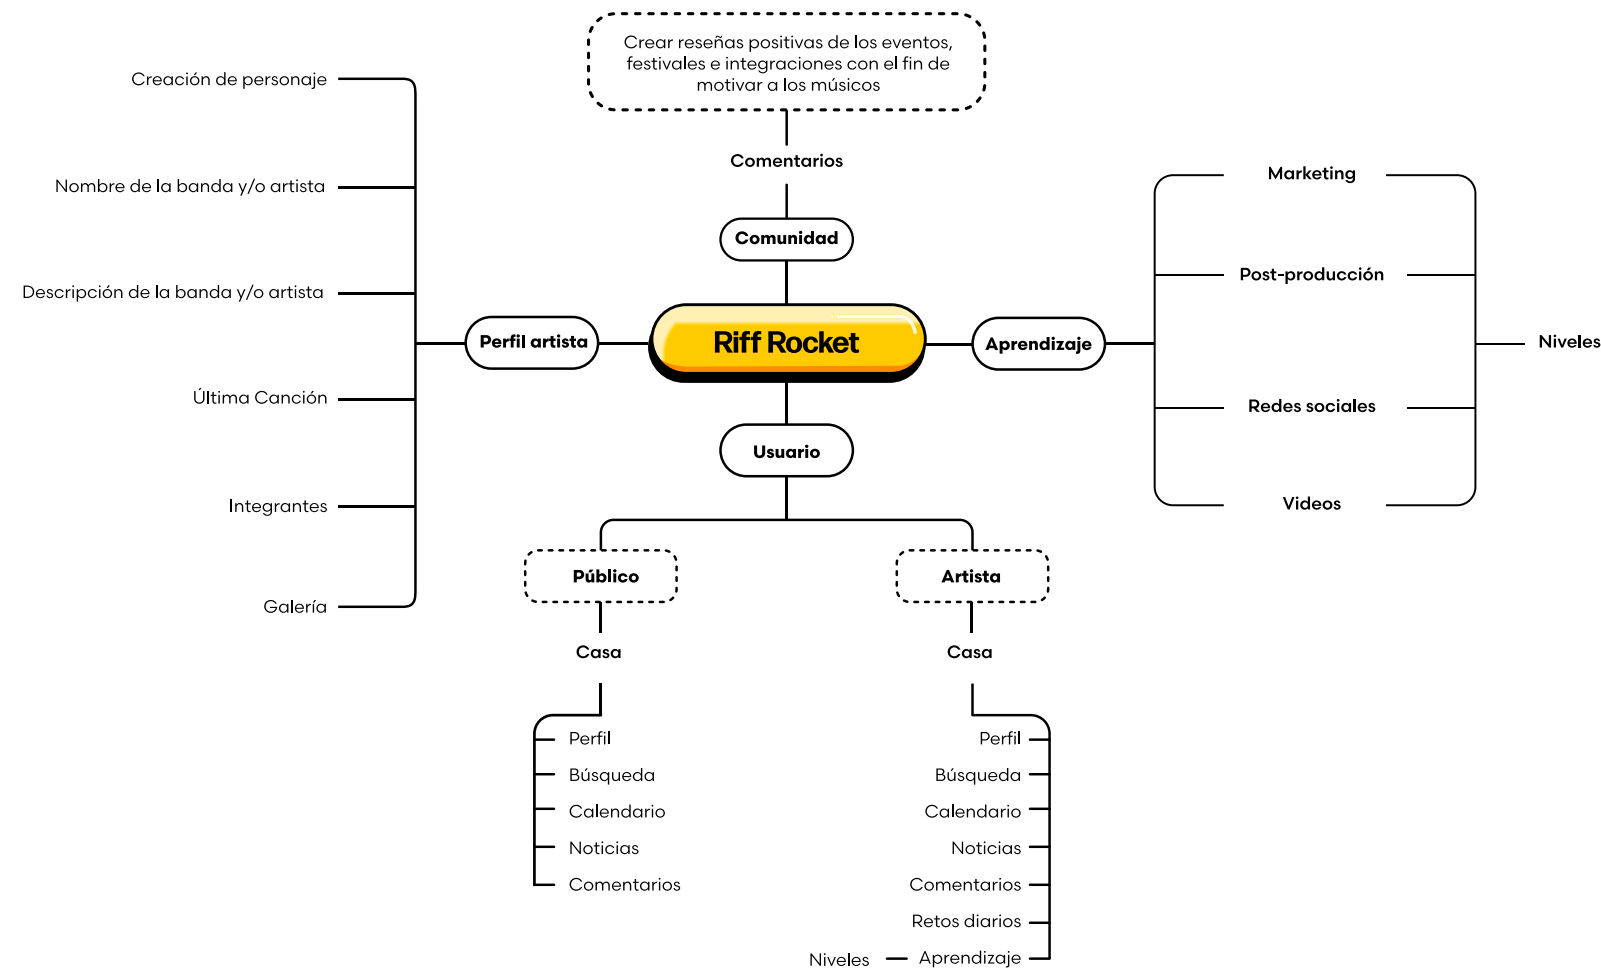 Crear reseñas positivas de los eventos,
festivales e integraciones con el fin de
motivar a los músicos
Comentarios
Comunidad
Riff Rocket
Perfil artista
Creación de personaje
Nombre de la banda y/o artista
Descripción de la banda y/o artista
Última Canción
Integrantes
Galería
Aprendizaje
Marketing
Post-producción
Redes sociales
Videos
Niveles
Usuario
Público
Casa
Perfil
Búsqueda
Calendario
Noticias
Comentarios
Artista
Casa
Perfil
Búsqueda
Calendario
Noticias
Comentarios
Retos diarios
Aprendizaje
Niveles